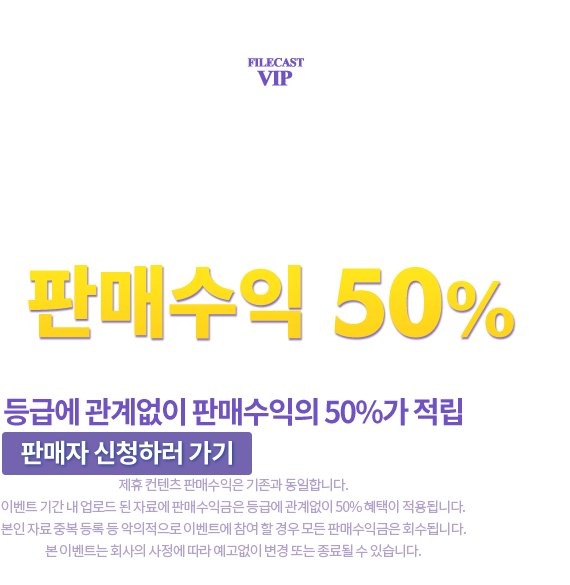 FILECAST
VIP
판매수익 50%
등급에 관계없이 판매수익의 50%가 적립
판매자 신청하러 가기
제휴 컨텐츠 판매수익은 기존과 동일합니다.
이벤트 기간 내 업로드 된 자료에 판매수익금은 등급에 관계없이 50% 혜택이 적용됩니다.
본인 자료 중복 등록 등 악의적으로 이벤트에 참여 할 경우 모든 판매수익금은 회수됩니다.
본 이벤트는 회사의 사정에 따라 예고없이 변경 또는 종료될 수 있습니다.